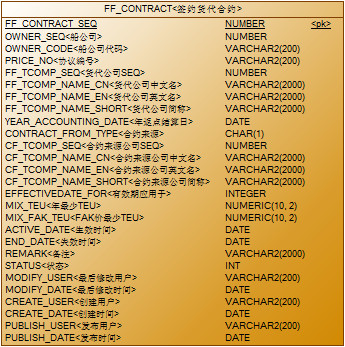 FF_CONTRACT<签约货代合约>
FF_CONTRACT_SEQ NUMBER <pk>
OWNER_SEQ<船公司> NUMBER
OWNER_CODE<船公司代码> VARCHAR2(200)
PRICE_NO<协议编号> VARCHAR2(200)
FF_TCOMP_SEQ<货代公司SEQ> NUMBER
FF_TCOMP_NAME_CN<货代公司中文名> VARCHAR2(2000)
FF_TCOMP_NAME_EN<货代公司英文名> VARCHAR2(2000)
FF_TCOMP_NAME_SHORT<货代公司简称> VARCHAR2(2000)
YEAR_ACCOUNTING_DATE<年返点结算日> DATE
CONTRACT_FROM_TYPE<合约来源> CHAR(1)
CF_TCOMP_SEQ<合约来源公司SEQ> NUMBER
CF_TCOMP_NAME_CN<合约来源公司中文名> VARCHAR2(2000)
CF_TCOMP_NAME_EN<合约来源公司英文名> VARCHAR2(2000)
CF_TCOMP_NAME_SHORT<合约来源公司简称> VARCHAR2(2000)
EFFECTIVEDATE_FOR<有效期应用于> INTEGER
MIX_TEU<年最少TEU> NUMERIC(10, 2)
MIX_FAK_TEU<FAK价最少TEU> NUMERIC(10, 2)
ACTIVE_DATE<生效时间> DATE
END_DATE<失效时间> DATE
REMARK<备注> VARCHAR2(2000)
STATUS<状态> INT
MODIFY_USER<最后修改用户> VARCHAR2(200)
MODIFY_DATE<最后修改时间> DATE
CREATE_USER<创建用户> VARCHAR2(200)
CREATE_DATE<创建时间> DATE
PUBLISH_USER<发布用户> VARCHAR2(200)
PUBLISH_DATE<发布时间> DATE